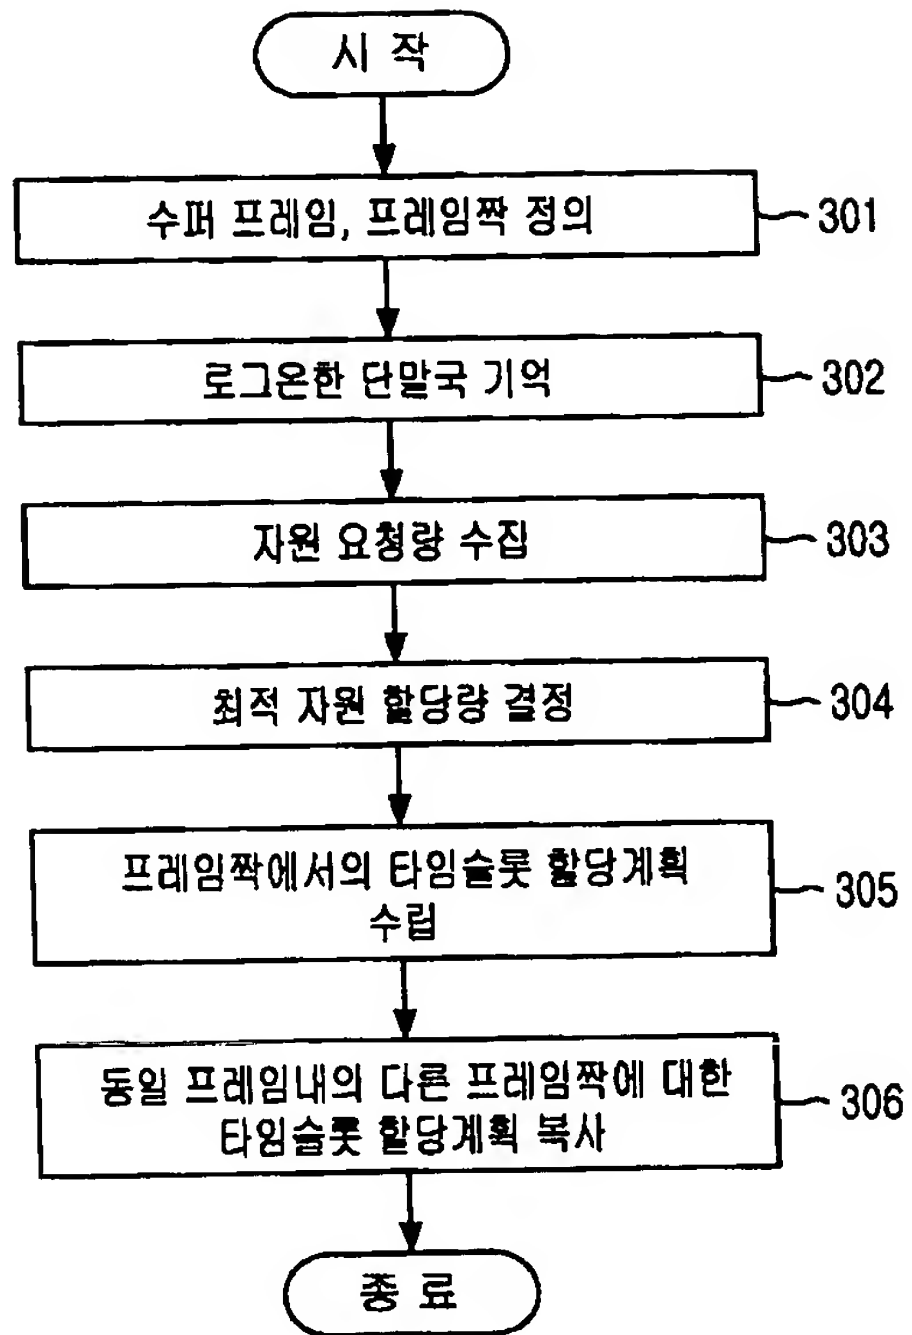 시 작
수퍼 프레임, 프레임짝 정의
301
로그온한 단말국 기억
302
자원 요청량 수집
303
최적 자원 할당량 결정
304
프레임짝에서의 타임슬롯 할당계획
수립
305
동일 프레임내의 다른 프레임짝에 대한
타임슬롯 할당계획 복사
306
종 료